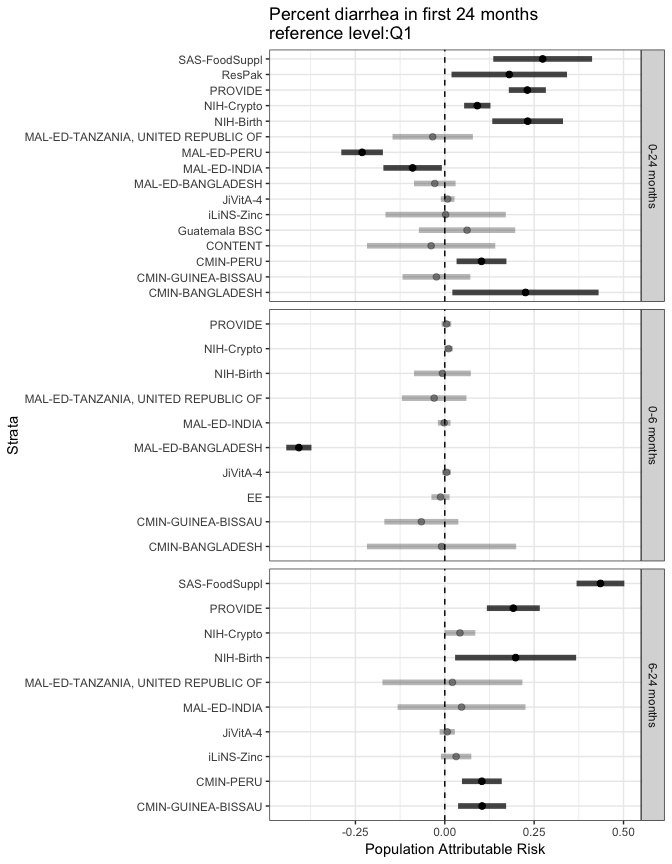 Percent diarrhea in first 24 months
reference level:Q1
SAS-FoodSuppl
ResPak
PROVIDE
NIH-Crypto
NIH-Birth
MAL-ED-TANZANIA, UNITED REPUBLIC OF
MAL-ED-PERU
MAL-ED-INDIA
MAL-ED-BANGLADESH
JiVitA-4
iLiNS-Zinc
Guatemala BSC
CONTENT
CMIN-PERU
CMIN-GUINEA-BISSAU
CMIN-BANGLADESH
0-24 months
PROVIDE
NIH-Crypto
NIH-Birth
MAL-ED-TANZANIA, UNITED REPUBLIC OF
MAL-ED-INDIA
MAL-ED-BANGLADESH
JiVitA-4
EE
CMIN-GUINEA-BISSAU
CMIN-BANGLADESH
0-6 months
Strata
SAS-FoodSuppl
PROVIDE
NIH-Crypto
NIH-Birth
MAL-ED-TANZANIA, UNITED REPUBLIC OF
MAL-ED-INDIA
JiVitA-4
iLiNS-Zinc
CMIN-PERU
CMIN-GUINEA-BISSAU
6-24 months
-0.25 0.00 0.25 0.50
Population Attributable Risk